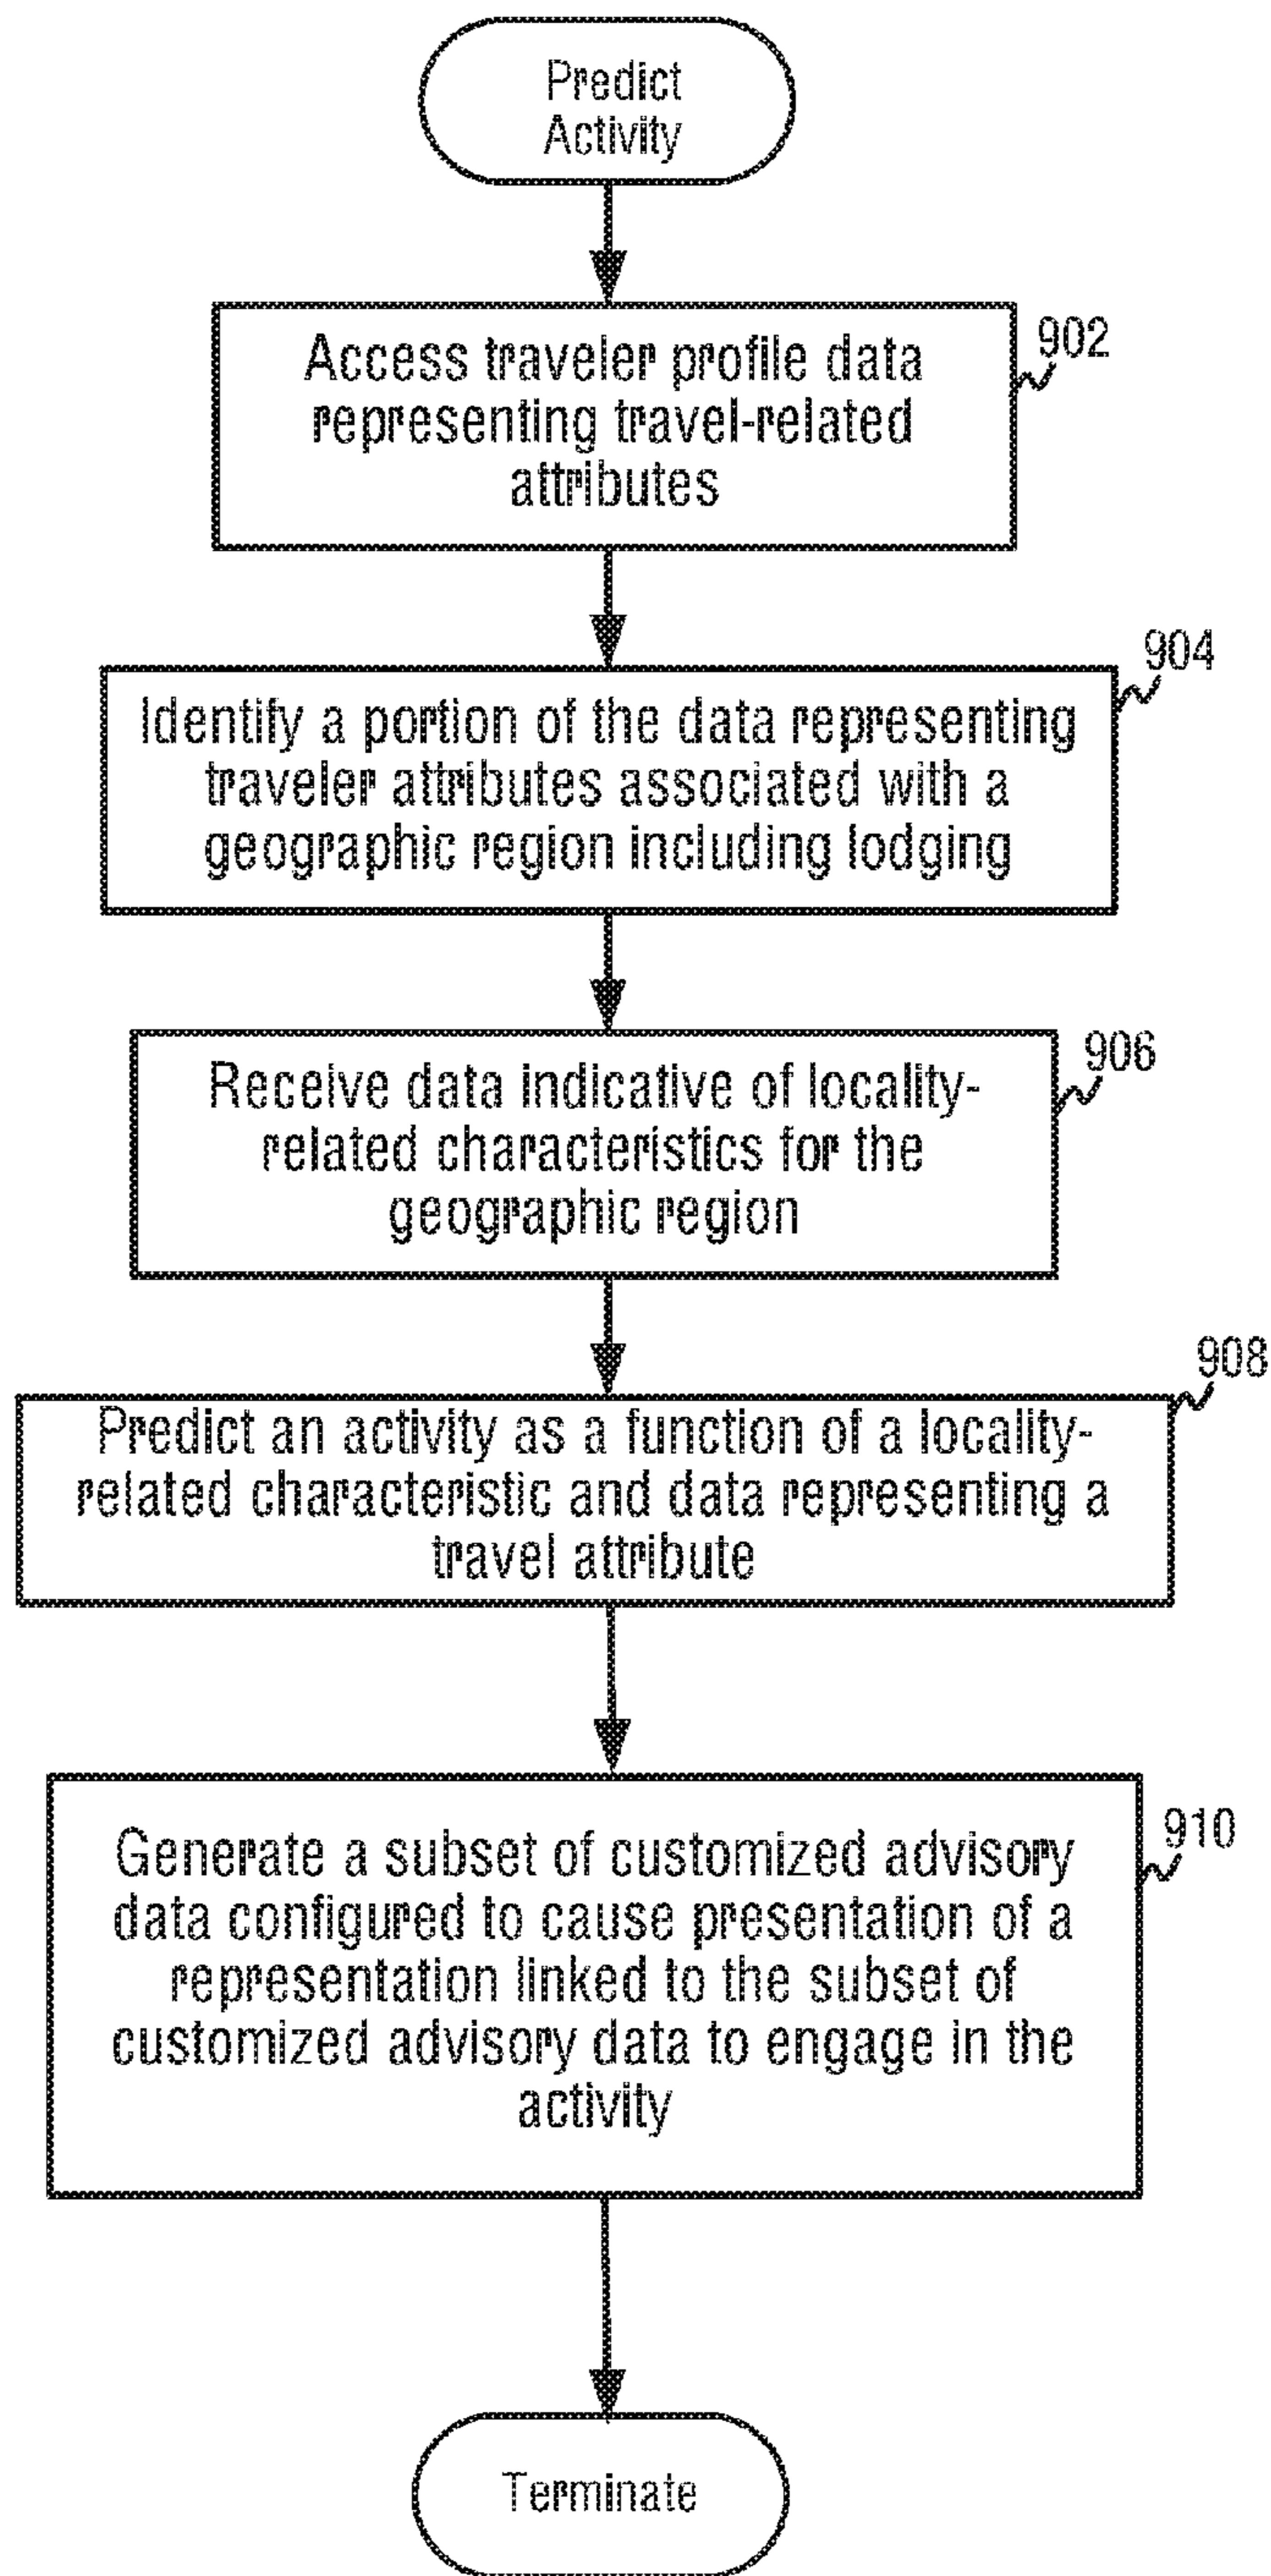 Predict
Activity
902
Access traveler profile data
representing travel-related
attributes
904
Identify a portion of the data representing
traveler attributes associated with a
geographic region including lodging
906
Receive data indicative of locality-
related characteristics for the
geographic region
908
Predict an activity as a function of a locality-
related characteristic and data representing a
travel attribute
910
Generate a subset of customized advisory
data configured to cause presentation of a
representation linked to the subset of
customized advisory data to engage in the
activity
Terminate